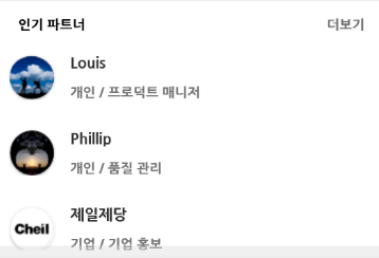 인기 파트너 더보기
Louis
개인 / 프로덕트 매니저
Phillip
개인 / 품질 관리
Cheil 제일제당
기업 / 기업 홍보